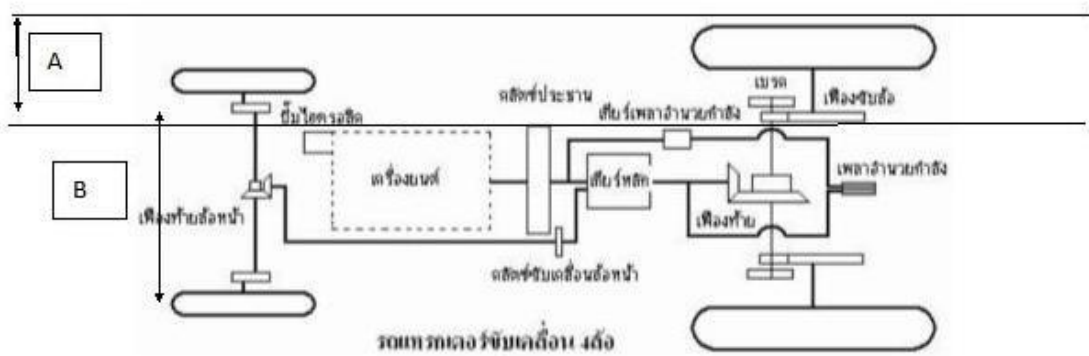 A
เบรค
คลัตช์ประธาน
เฟืองขับล้อ
ปั๊มไฮดรอลิค
เกียร์เพลาอำนวยกำลัง
B
เครื่องยนต์
เกียร์หลัก
เพลาอำนวยกำลัง
เฟืองท้ายล้อหน้า
เฟืองท้าย
คลัตช์ขับเคลื่อนล้อหน้า
รถแทรกเตอร์ขับเคลื่อน 4ล้อ